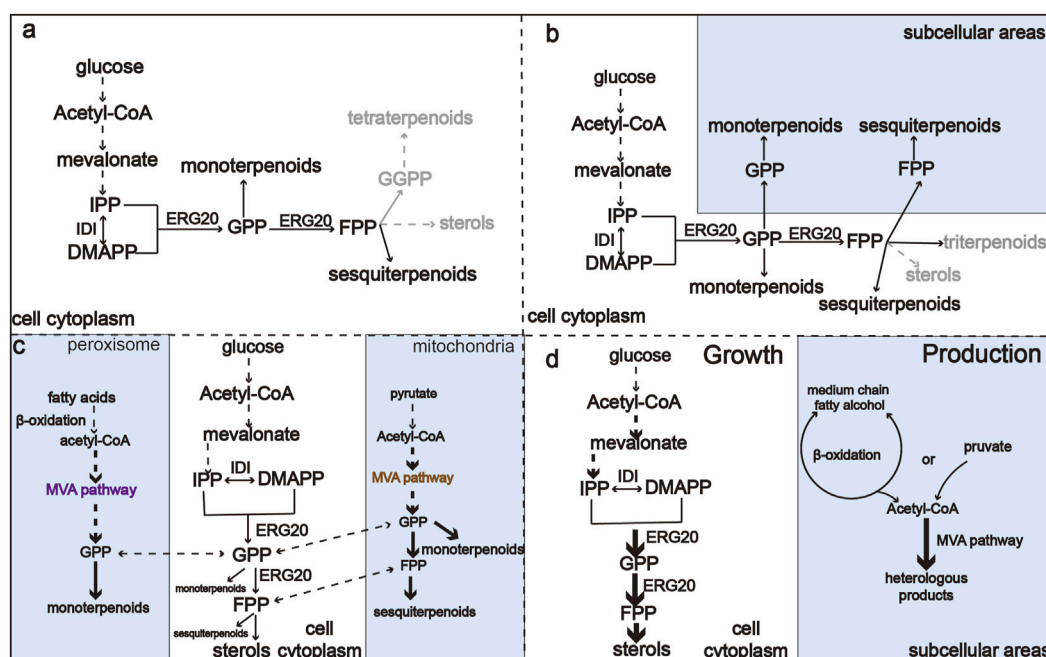 a
glucose
Acetyl-CoA
mevalonate
IPP
IDI
DMAPP
ERG20
GPP
monoterpenoids
ERG20
FPP
GGPP
tetraterpenoids
sterols
sesquiterpenoids
cell cytoplasm
b
subcellular areas
glucose
Acetyl-CoA
mevalonate
IPP
IDI
DMAPP
ERG20
GPP
monoterpenoids
GPP
monoterpenoids
ERG20
FPP
sesquiterpenoids
FPP
triterpenoids
sterols
sesquiterpenoids
cell cytoplasm
c
peroxisome
fatty acids
β-oxidation
acetyl-CoA
MVA pathway
GPP
monoterpenoids
glucose
Acetyl-CoA
mevalonate
IPP
IDI
DMAPP
ERG20
GPP
monoterpenoids
ERG20
FPP
sesquiterpenoids
sterols
cell
cytoplasm
mitochondria
pyrutate
Acetyl-CoA
MVA pathway
GPP
monoterpenoids
FPP
sesquiterpenoids
d
Growth
glucose
Acetyl-CoA
mevalonate
IPP
IDI
DMAPP
ERG20
GPP
ERG20
FPP
sterols
cell
cytoplasm
Production
medium chain
fatty alcohol
β-oxidation
or
pruvate
Acetyl-CoA
MVA pathway
heterologous
products
subcellular areas